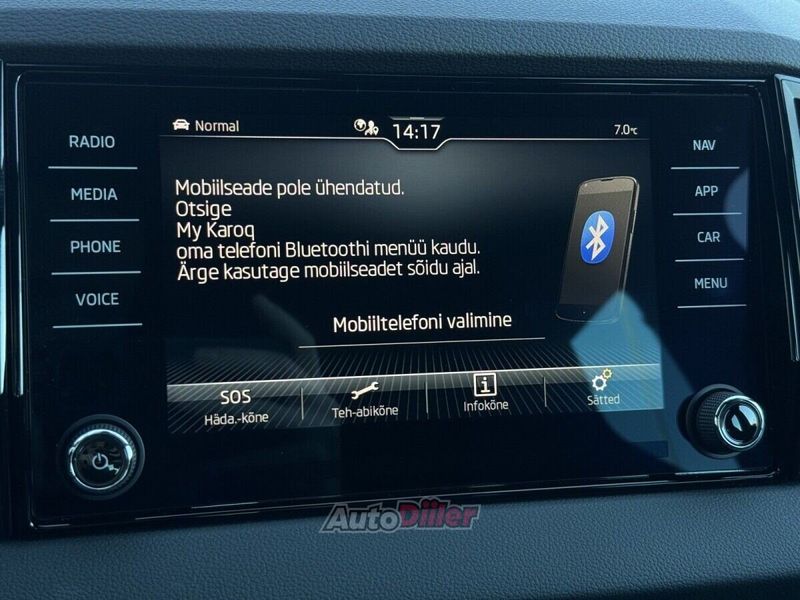 RADIO
MEDIA
PHONE
VOICE
Normal
14:17
7.0°C
Mobiilseade pole ühendatud.
Otsige
My Karoq
oma telefoni Bluetoothi menüü kaudu.
Ärge kasutage mobiilseadet sõidu ajal.
Mobiiltelefoni valimine
SOS
Häda.-kõne
Teh-abikõne
i
Infokõne
Sätted
NAV
APP
CAR
MENU
AutoDiiler